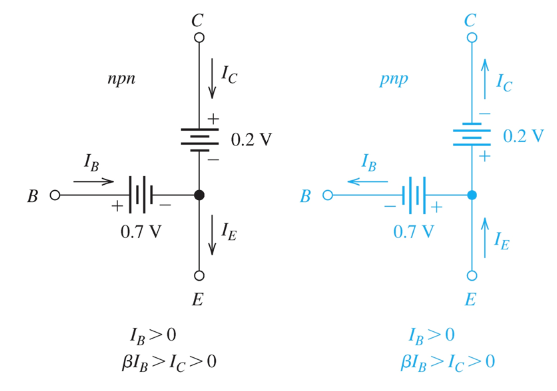 C
npn
I_C
+
0.2 V
−
I_B
B
+
−
0.7 V
I_E
E
I_B > 0
βI_B > I_C > 0
C
pnp
I_C
−
0.2 V
+
I_B
B
−
+
0.7 V
I_E
E
I_B > 0
βI_B > I_C > 0